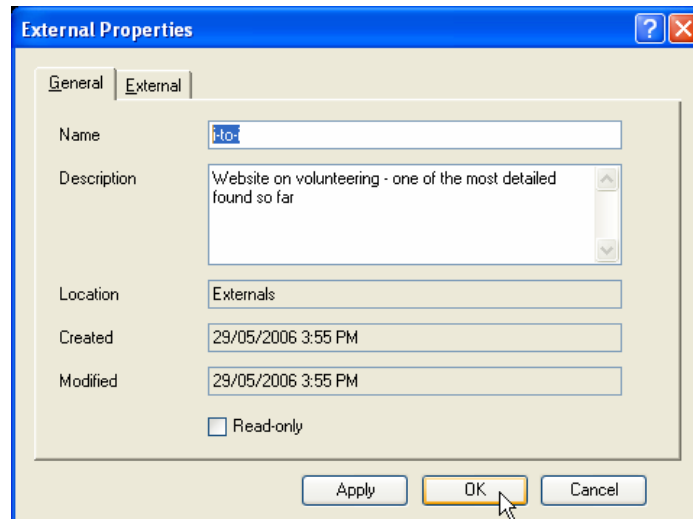 External Properties
General External
Name i-to-i
Description Website on volunteering - one of the most detailed
found so far
Location Externals
Created 29/05/2006 3:55 PM
Modified 29/05/2006 3:55 PM
Read-only
Apply OK Cancel